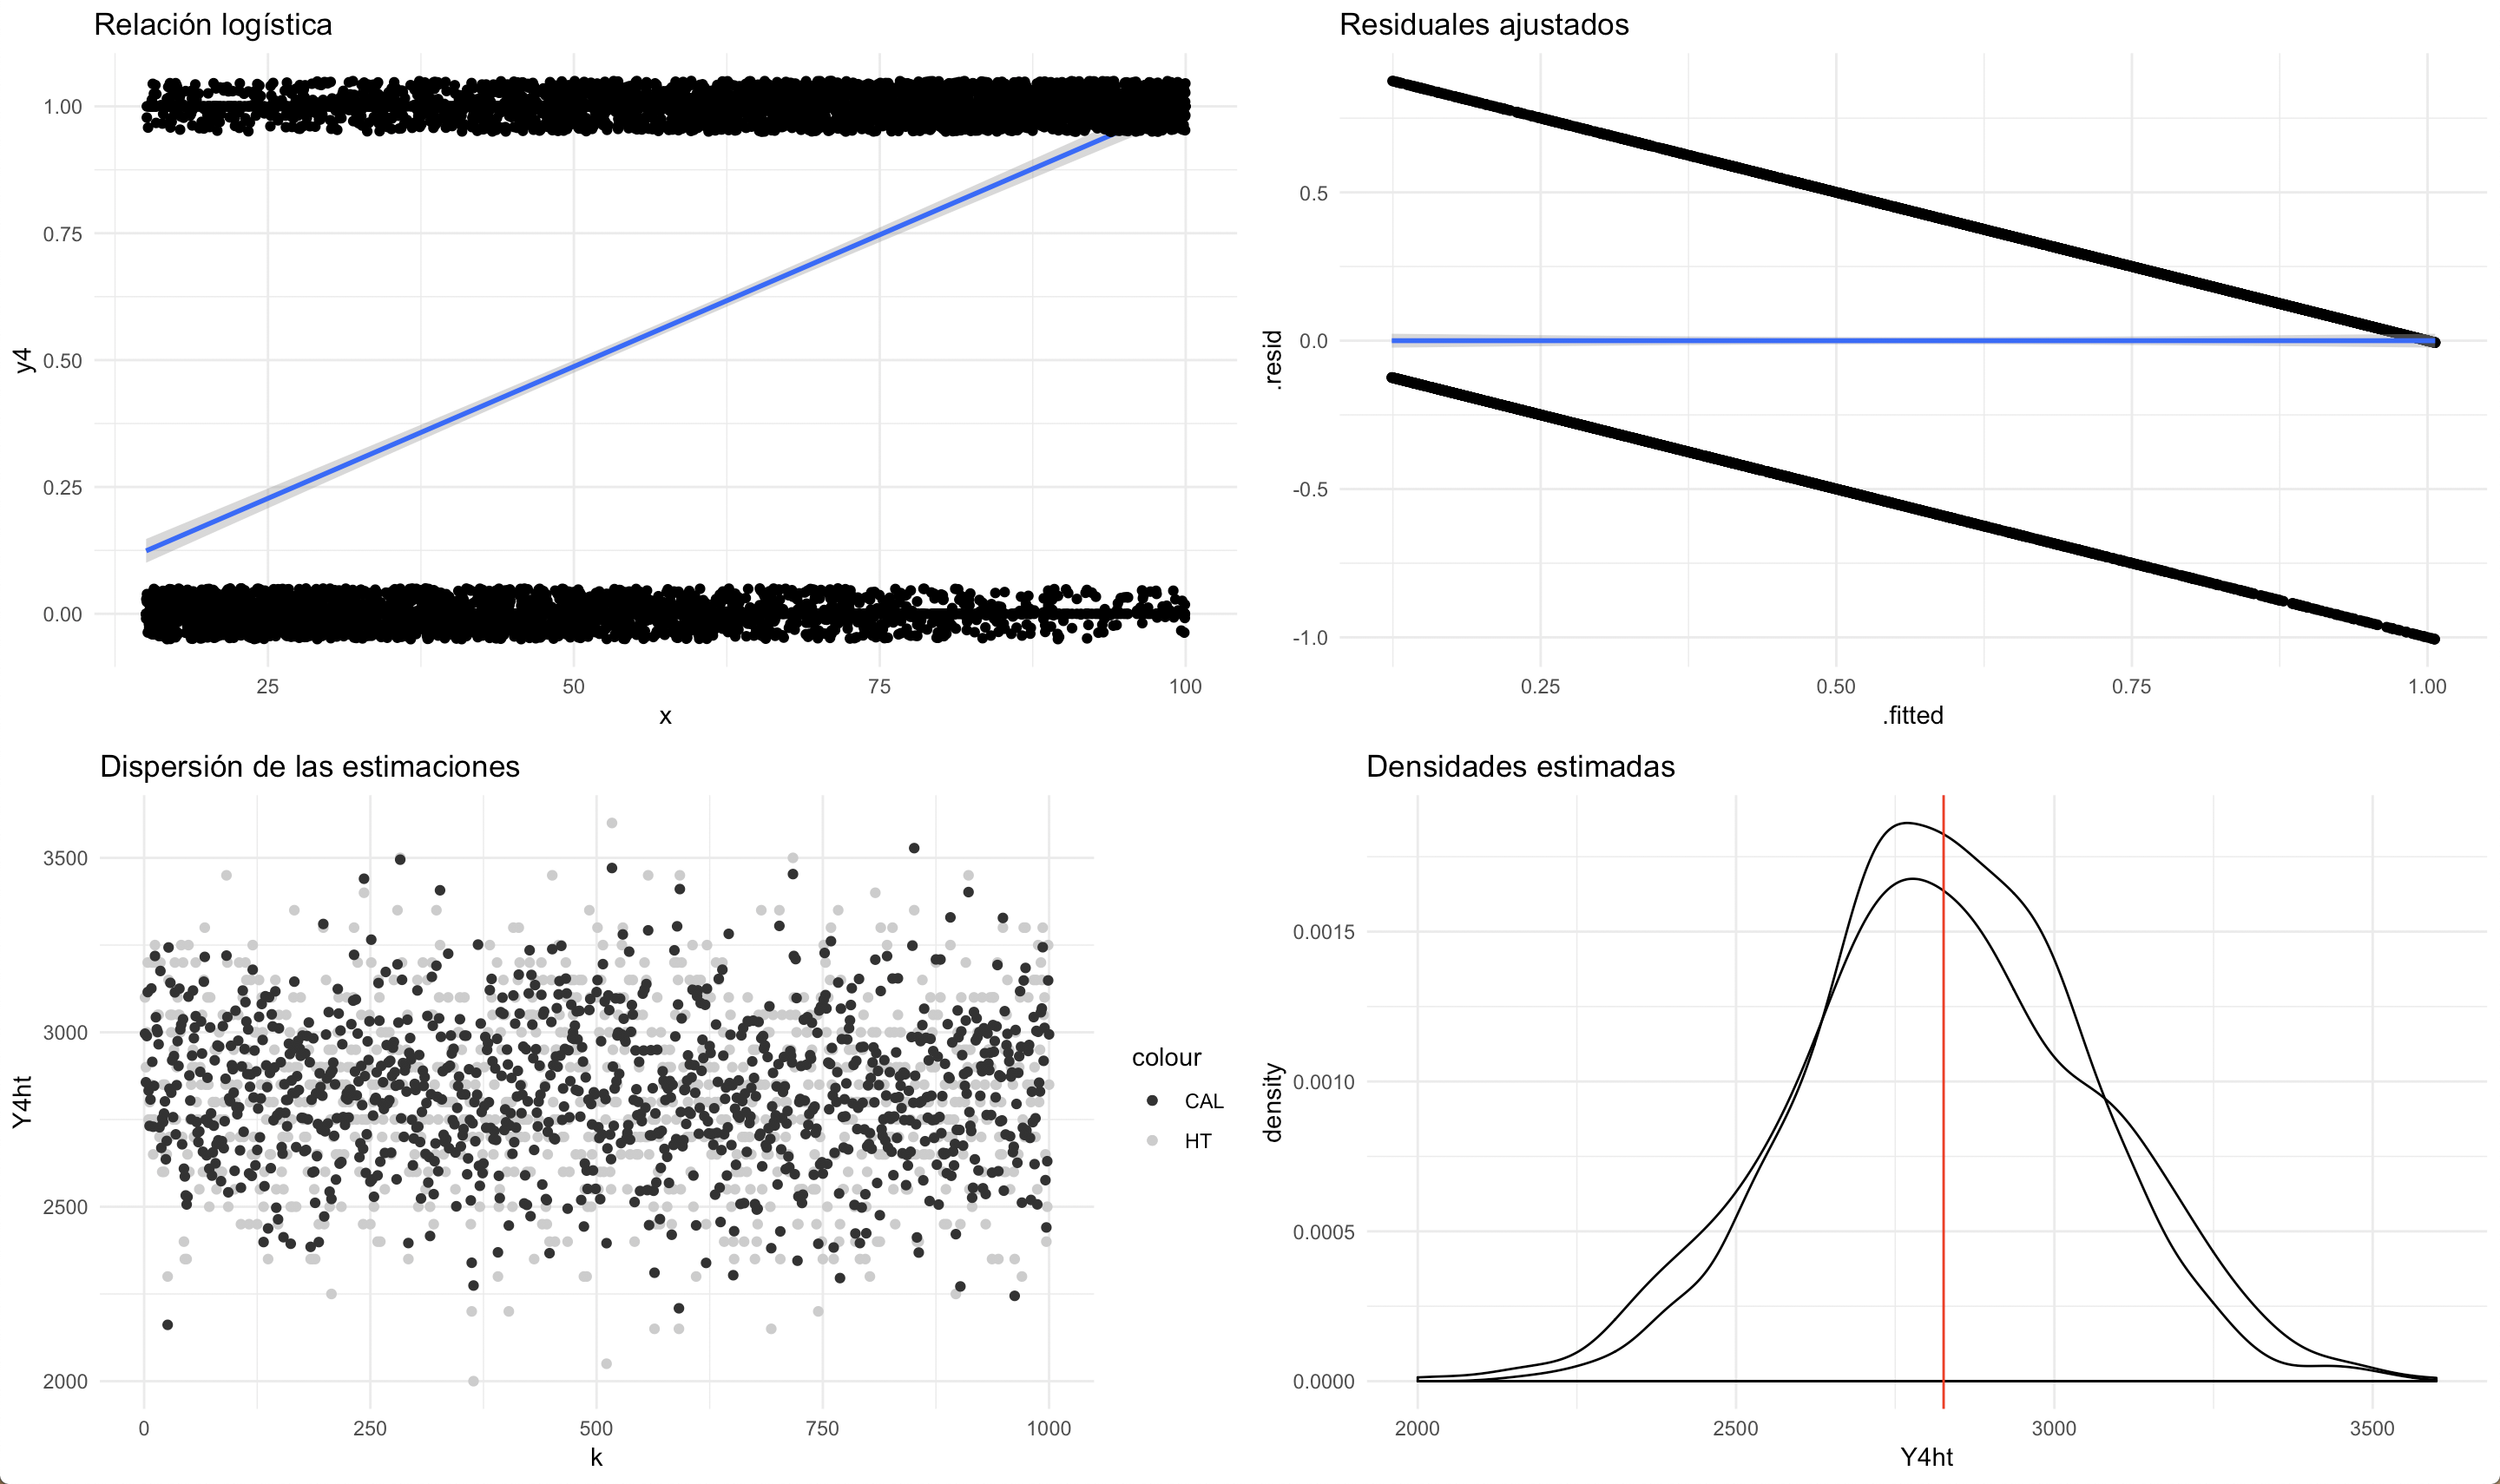 Relación logística
1.00
0.75
0.50
0.25
0.00
y4
25 50 75 100
x
Residuales ajustados
0.5
0.0
-0.5
-1.0
.resid
0.25 0.50 0.75 1.00
.fitted
Dispersión de las estimaciones
3500
3000
2500
2000
Y4ht
0 250 500 750 1000
k
colour
CAL
HT
Densidades estimadas
0.0015
0.0010
0.0005
0.0000
density
2000 2500 3000 3500
Y4ht